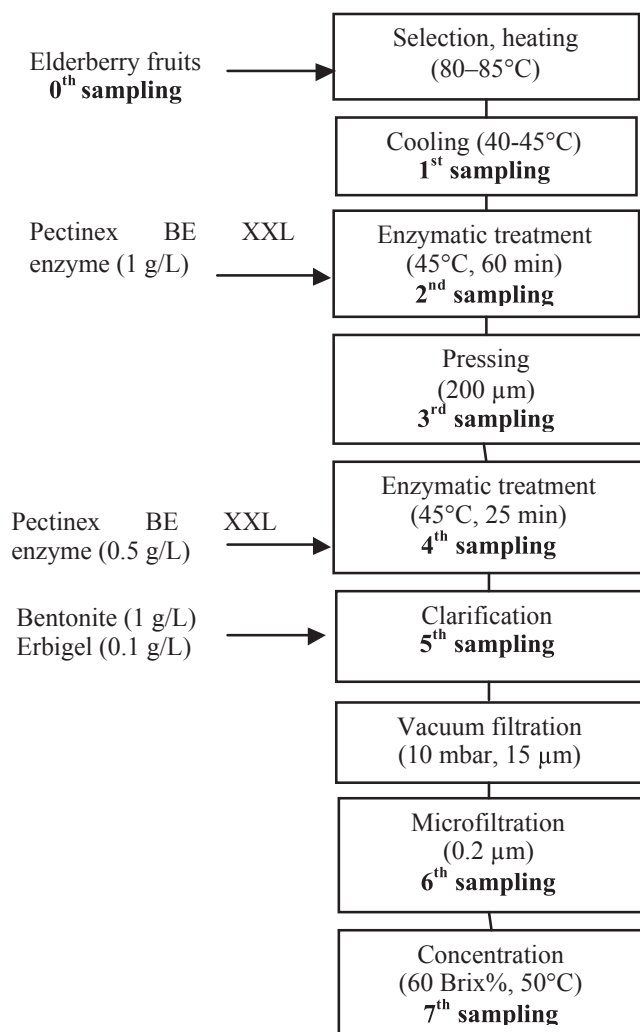 Elderberry fruits
0th sampling
Selection, heating
(80–85°C)
Cooling (40-45°C)
1st sampling
Pectinex BE XXL
enzyme (1 g/L)
Enzymatic treatment
(45°C, 60 min)
2nd sampling
Pressing
(200 µm)
3rd sampling
Pectinex BE XXL
enzyme (0.5 g/L)
Enzymatic treatment
(45°C, 25 min)
4th sampling
Bentonite (1 g/L)
Erbigel (0.1 g/L)
Clarification
5th sampling
Vacuum filtration
(10 mbar, 15 µm)
Microfiltration
(0.2 µm)
6th sampling
Concentration
(60 Brix%, 50°C)
7th sampling